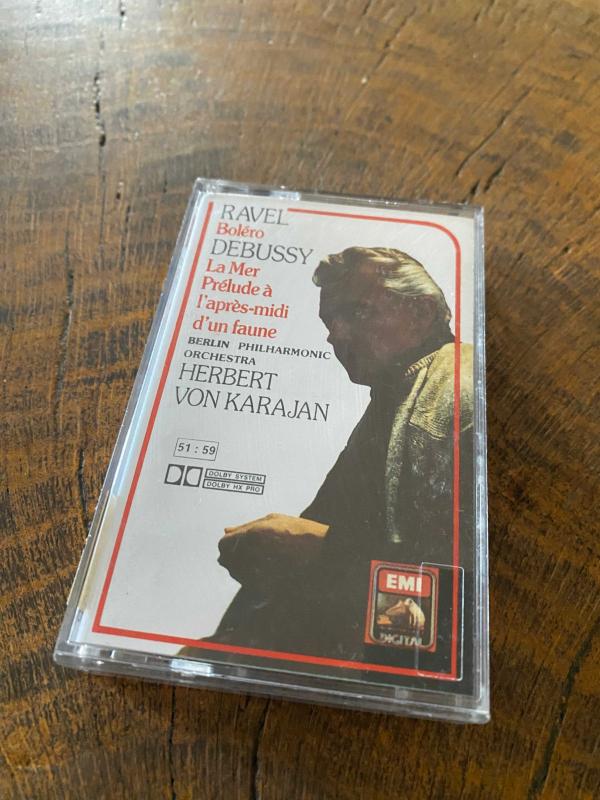 RAVEL
Boléro
DEBUSSY
La Mer
Prélude à
l'après-midi
d'un faune
BERLIN PHILHARMONIC
ORCHESTRA
HERBERT
VON KARAJAN
51 : 59
DOLBY SYSTEM
DOLBY HX PRO
EMI
DIGITAL